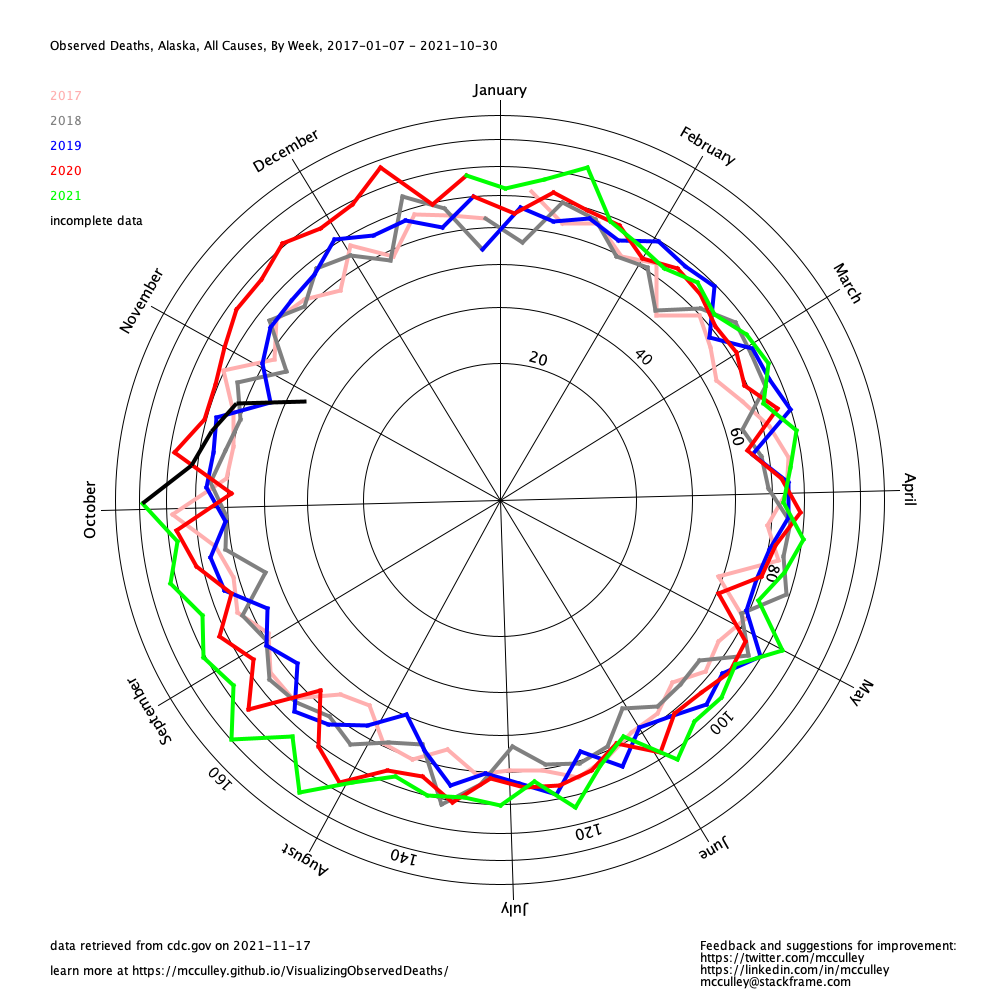 Observed Deaths, Alaska, All Causes, By Week, 2017-01-07 - 2021-10-30
2017
2018
2019
2020
2021
incomplete data
January
February
March
April
May
June
July
August
September
October
November
December
20
40
60
80
100
120
140
160
data retrieved from cdc.gov on 2021-11-17
learn more at https://mcculley.github.io/VisualizingObservedDeaths/
Feedback and suggestions for improvement:
https://twitter.com/mcculley
https://linkedin.com/in/mcculley
mcculley@stackframe.com